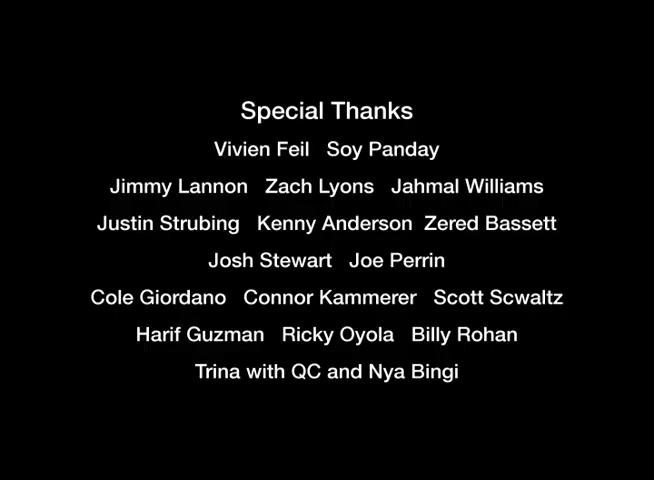 Special Thanks
Vivien Feil Soy Panday
Jimmy Lannon Zach Lyons Jahmal Williams
Justin Strubing Kenny Anderson Zered Bassett
Josh Stewart Joe Perrin
Cole Giordano Connor Kammerer Scott Scwaltz
Harif Guzman Ricky Oyola Billy Rohan
Trina with QC and Nya Bingi